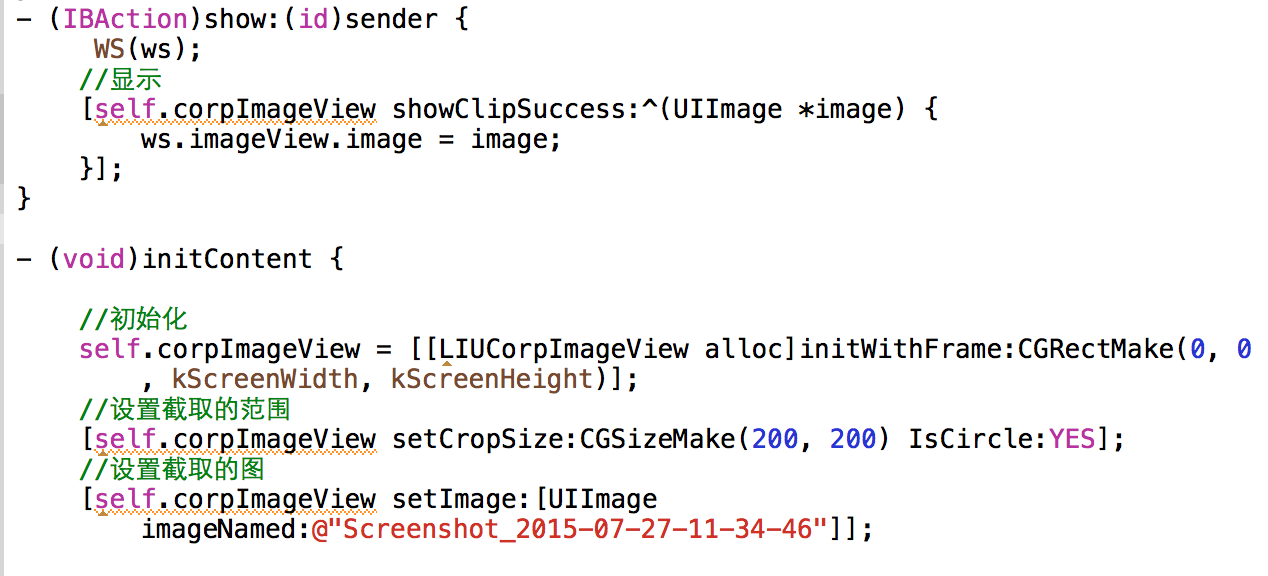 - (IBAction)show:(id)sender {
WS(ws);
//显示
[self.corpImageView showClipSuccess:^(UIImage *image) {
ws.imageView.image = image;
}];
}
- (void)initContent {
//初始化
self.corpImageView = [[LIUCorpImageView alloc]initWithFrame:CGRectMake(0, 0
, kScreenWidth, kScreenHeight)];
//设置截取的范围
[self.corpImageView setCropSize:CGSizeMake(200, 200) IsCircle:YES];
//设置截取的图
[self.corpImageView setImage:[UIImage
imageNamed:@"Screenshot_2015-07-27-11-34-46"]];